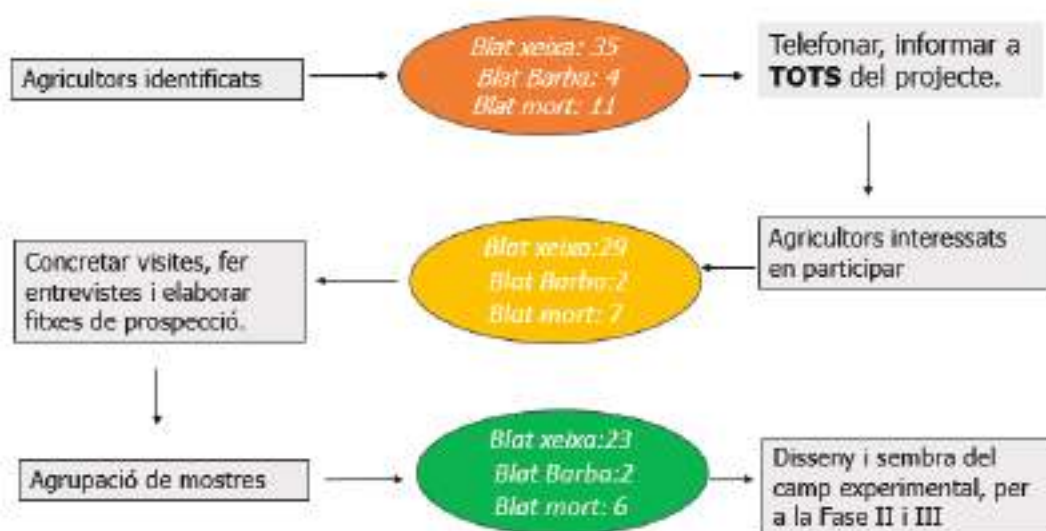 Agricultors identificats
Blat xeixa: 35
Blat Barba: 4
Blat mort: 11
Telefonar, informar a
TOTS del projecte.
Agricultors interessats
en participar
Blat xeixa:29
Blat Barba:2
Blat mort: 7
Concretar visites, fer
entrevistes i elaborar
fitxes de prospecció.
Agrupació de mostres
Blat xeixa:23
Blat Barba:2
Blat mort: 6
Disseny i sembra del
camp experimental, per
a la Fase II i III